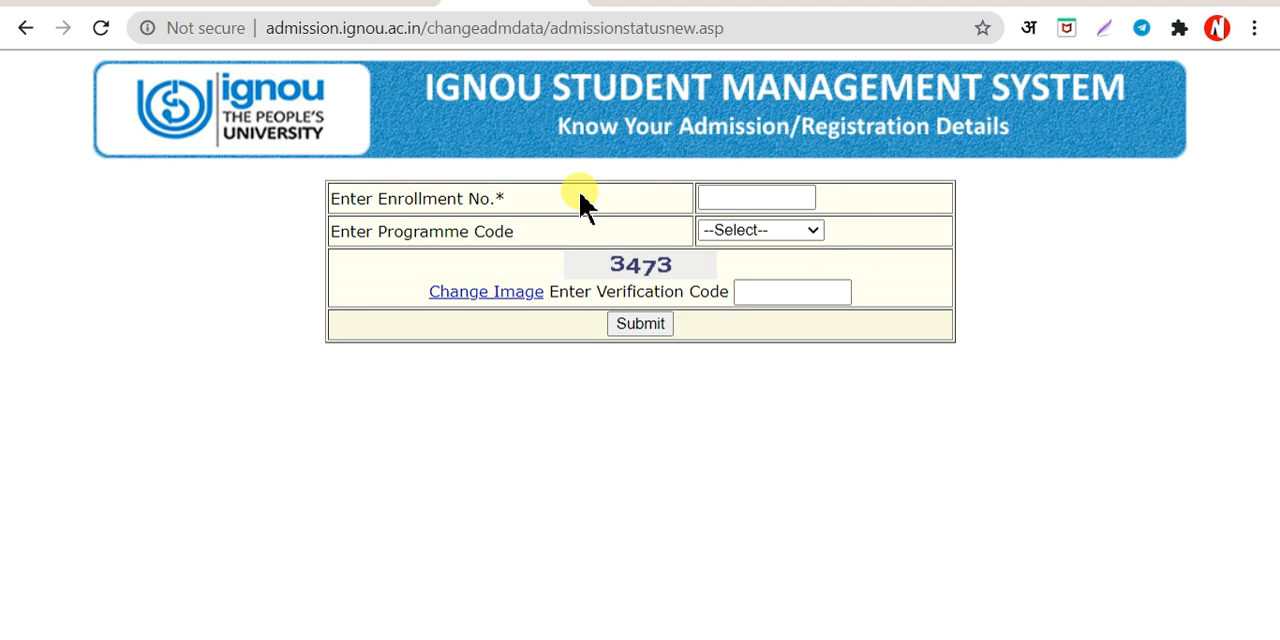 Not secure admission.ignou.ac.in/changeadmdata/admissionstatusnew.asp अ N
ignou
THE PEOPLE'S
UNIVERSITY
IGNOU STUDENT MANAGEMENT SYSTEM
Know Your Admission/Registration Details
Enter Enrollment No.*
Enter Programme Code --Select--
3473
Change Image Enter Verification Code
Submit